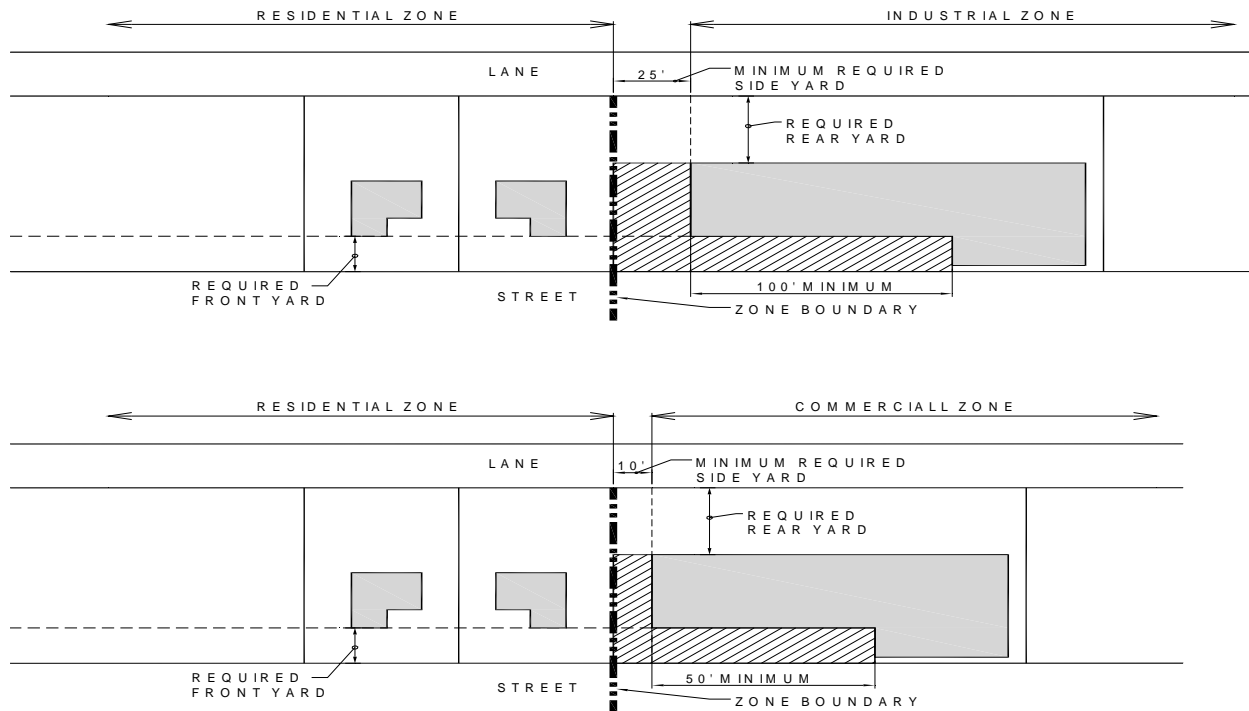 RESIDENTIAL ZONE
INDUSTRIAL ZONE
LANE
25'
MINIMUM REQUIRED
SIDE YARD
REQUIRED
REAR YARD
REQUIRED
FRONT YARD
STREET
100' MINIMUM
ZONE BOUNDARY
RESIDENTIAL ZONE
COMMERCIALL ZONE
LANE
10'
MINIMUM REQUIRED
SIDE YARD
REQUIRED
REAR YARD
REQUIRED
FRONT YARD
STREET
50' MINIMUM
ZONE BOUNDARY